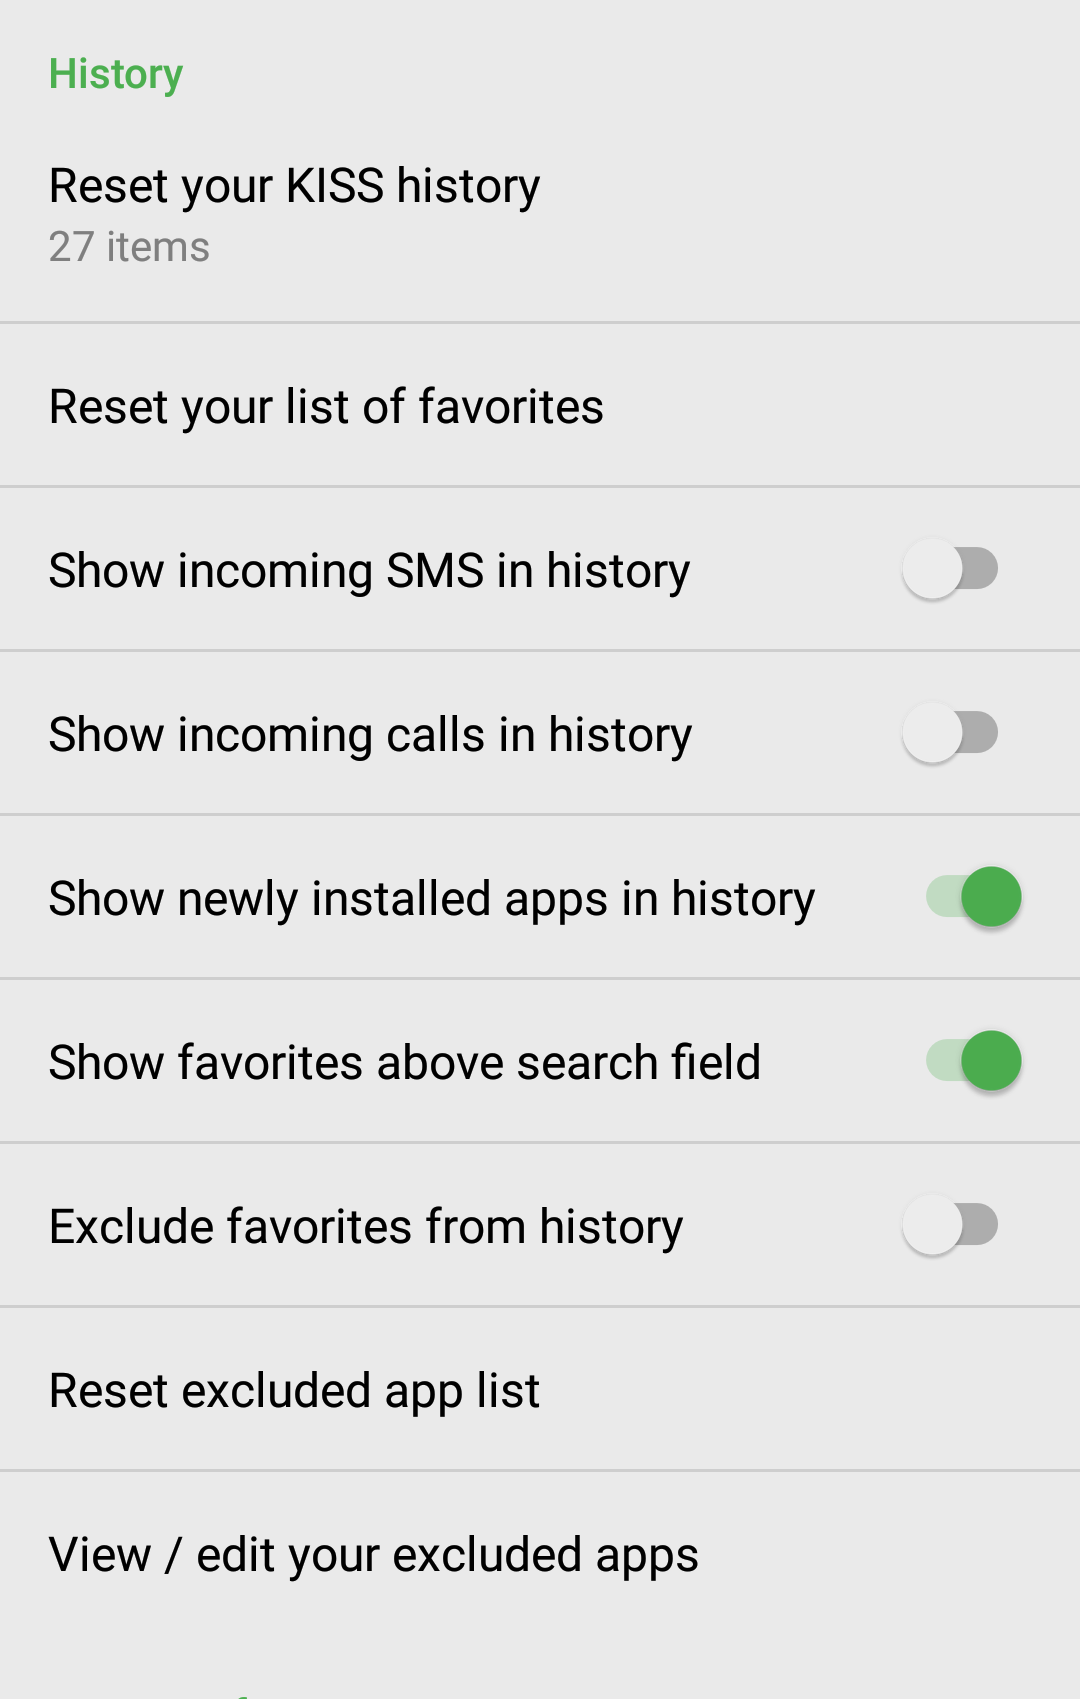 History
Reset your KISS history
27 items
Reset your list of favorites
Show incoming SMS in history
Show incoming calls in history
Show newly installed apps in history
Show favorites above search field
Exclude favorites from history
Reset excluded app list
View / edit your excluded apps